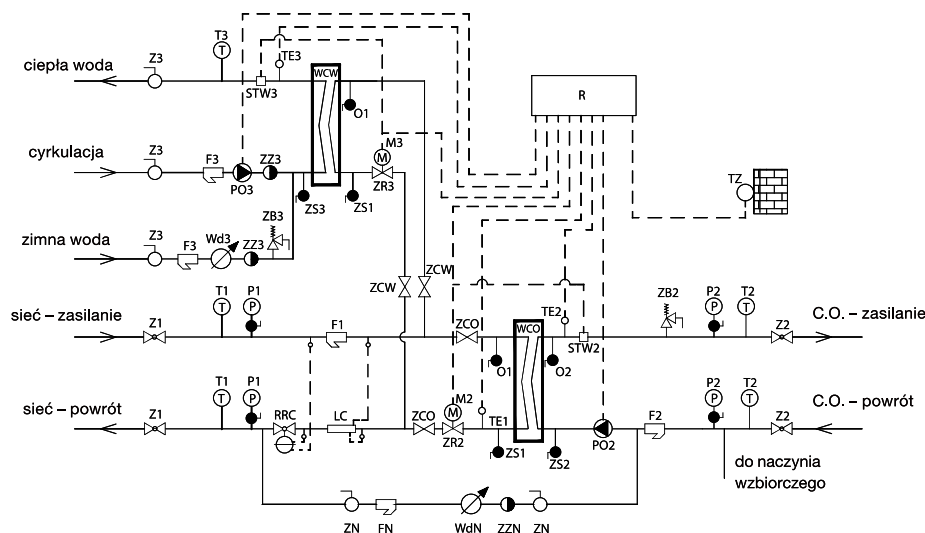 T3
TE3
Z3
WCW
ciepła woda
STW3
O1
R
cyrkulacja
Z3
F3
ZZ3
M3
PO3
ZR3
TZ
ZS3
ZS1
ZB3
zimna woda
Z3
F3
Wd3
ZZ3
ZCW
ZCW
sieć – zasilanie
Z1
T1
P1
F1
ZCO
WCO
TE2
STW2
ZB2
P2
T2
Z2
C.O. – zasilanie
O1
O2
sieć – powrót
Z1
T1
P1
RRC
LC
ZCO
M2
ZR2
TE1
ZS1
ZS2
PO2
F2
P2
T2
Z2
C.O. – powrót
do naczynia
wzbiorczego
ZN
FN
WdN
ZZN
ZN
T
T
P
P
T
M
T
P
M
P
T